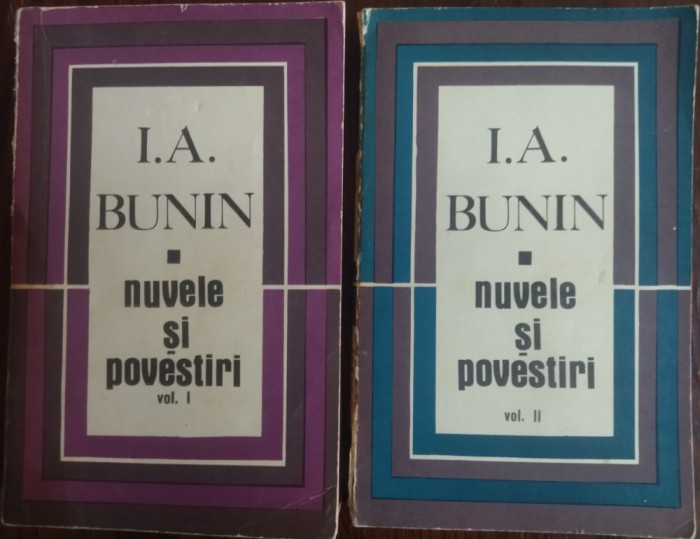 I.A.
BUNIN
nuvele
și
povestiri
vol. I
I.A.
BUNIN
nuvele
și
povestiri
vol. II